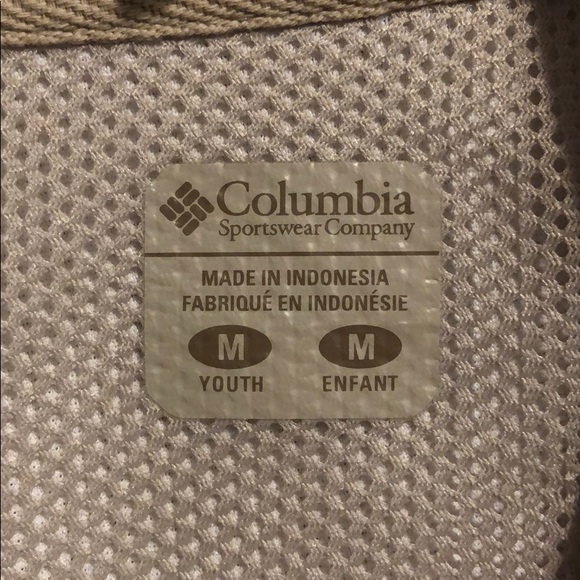 Columbia
Sportswear Company
MADE IN INDONESIA
FABRIQUÉ EN INDONÉSIE
M M
YOUTH ENFANT